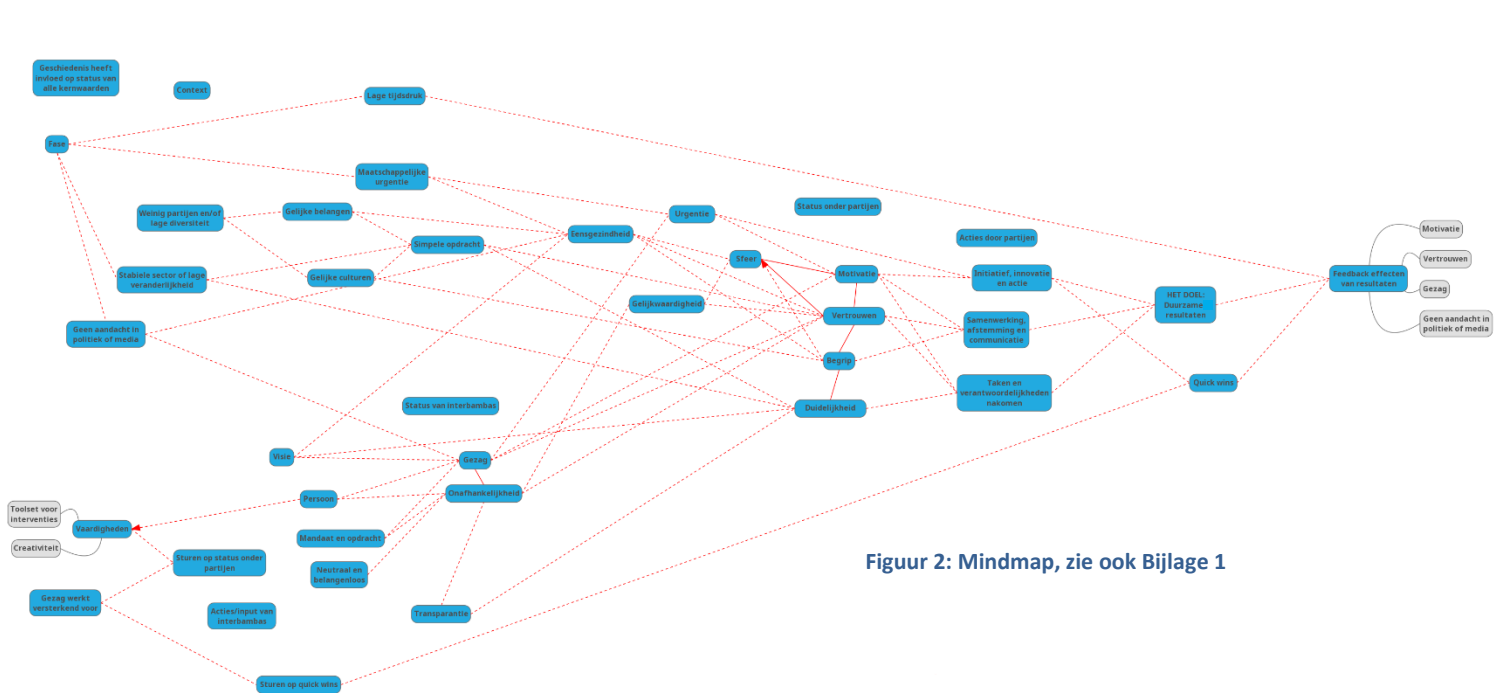 Geschiedenis heeft
invloed op status van
alle kernwaarden
Context
Lage tijdsdruk
Fase
Maatschappelijke
urgentie
Weinig partijen en/of
lage diversiteit
Gelijke belangen
Simpele opdracht
Eensgezindheid
Urgentie
Status onder partijen
Acties door partijen
Motivatie
Vertrouwen
Gezag
Geen aandacht in
politiek of media
Feedback effecten
van resultaten
Stabiele sector of lage
veranderlijkheid
Gelijke culturen
Sfeer
Motivatie
Initiatief, innovatie
en actie
Gelijkwaardigheid
Vertrouwen
Samenwerking,
afstemming en
communicatie
HET DOEL:
Duurzame
resultaten
Geen aandacht in
politiek of media
Begrip
Taken en
verantwoordelijkheden
nakomen
Quick wins
Status van interbambas
Duidelijkheid
Visie
Gezag
Persoon
Onafhankelijkheid
Toolset voor
interventies
Vaardigheden
Creativiteit
Mandaat en opdracht
Sturen op status onder
partijen
Neutraal en
belangenloos
Figuur 2: Mindmap, zie ook Bijlage 1
Gezag werkt
versterkend voor
Acties/input van
interbambas
Transparantie
Sturen op quick wins